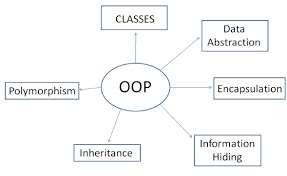 CLASSES
Data
Abstraction
Polymorphism
OOP
Encapsulation
Inheritance
Information
Hiding